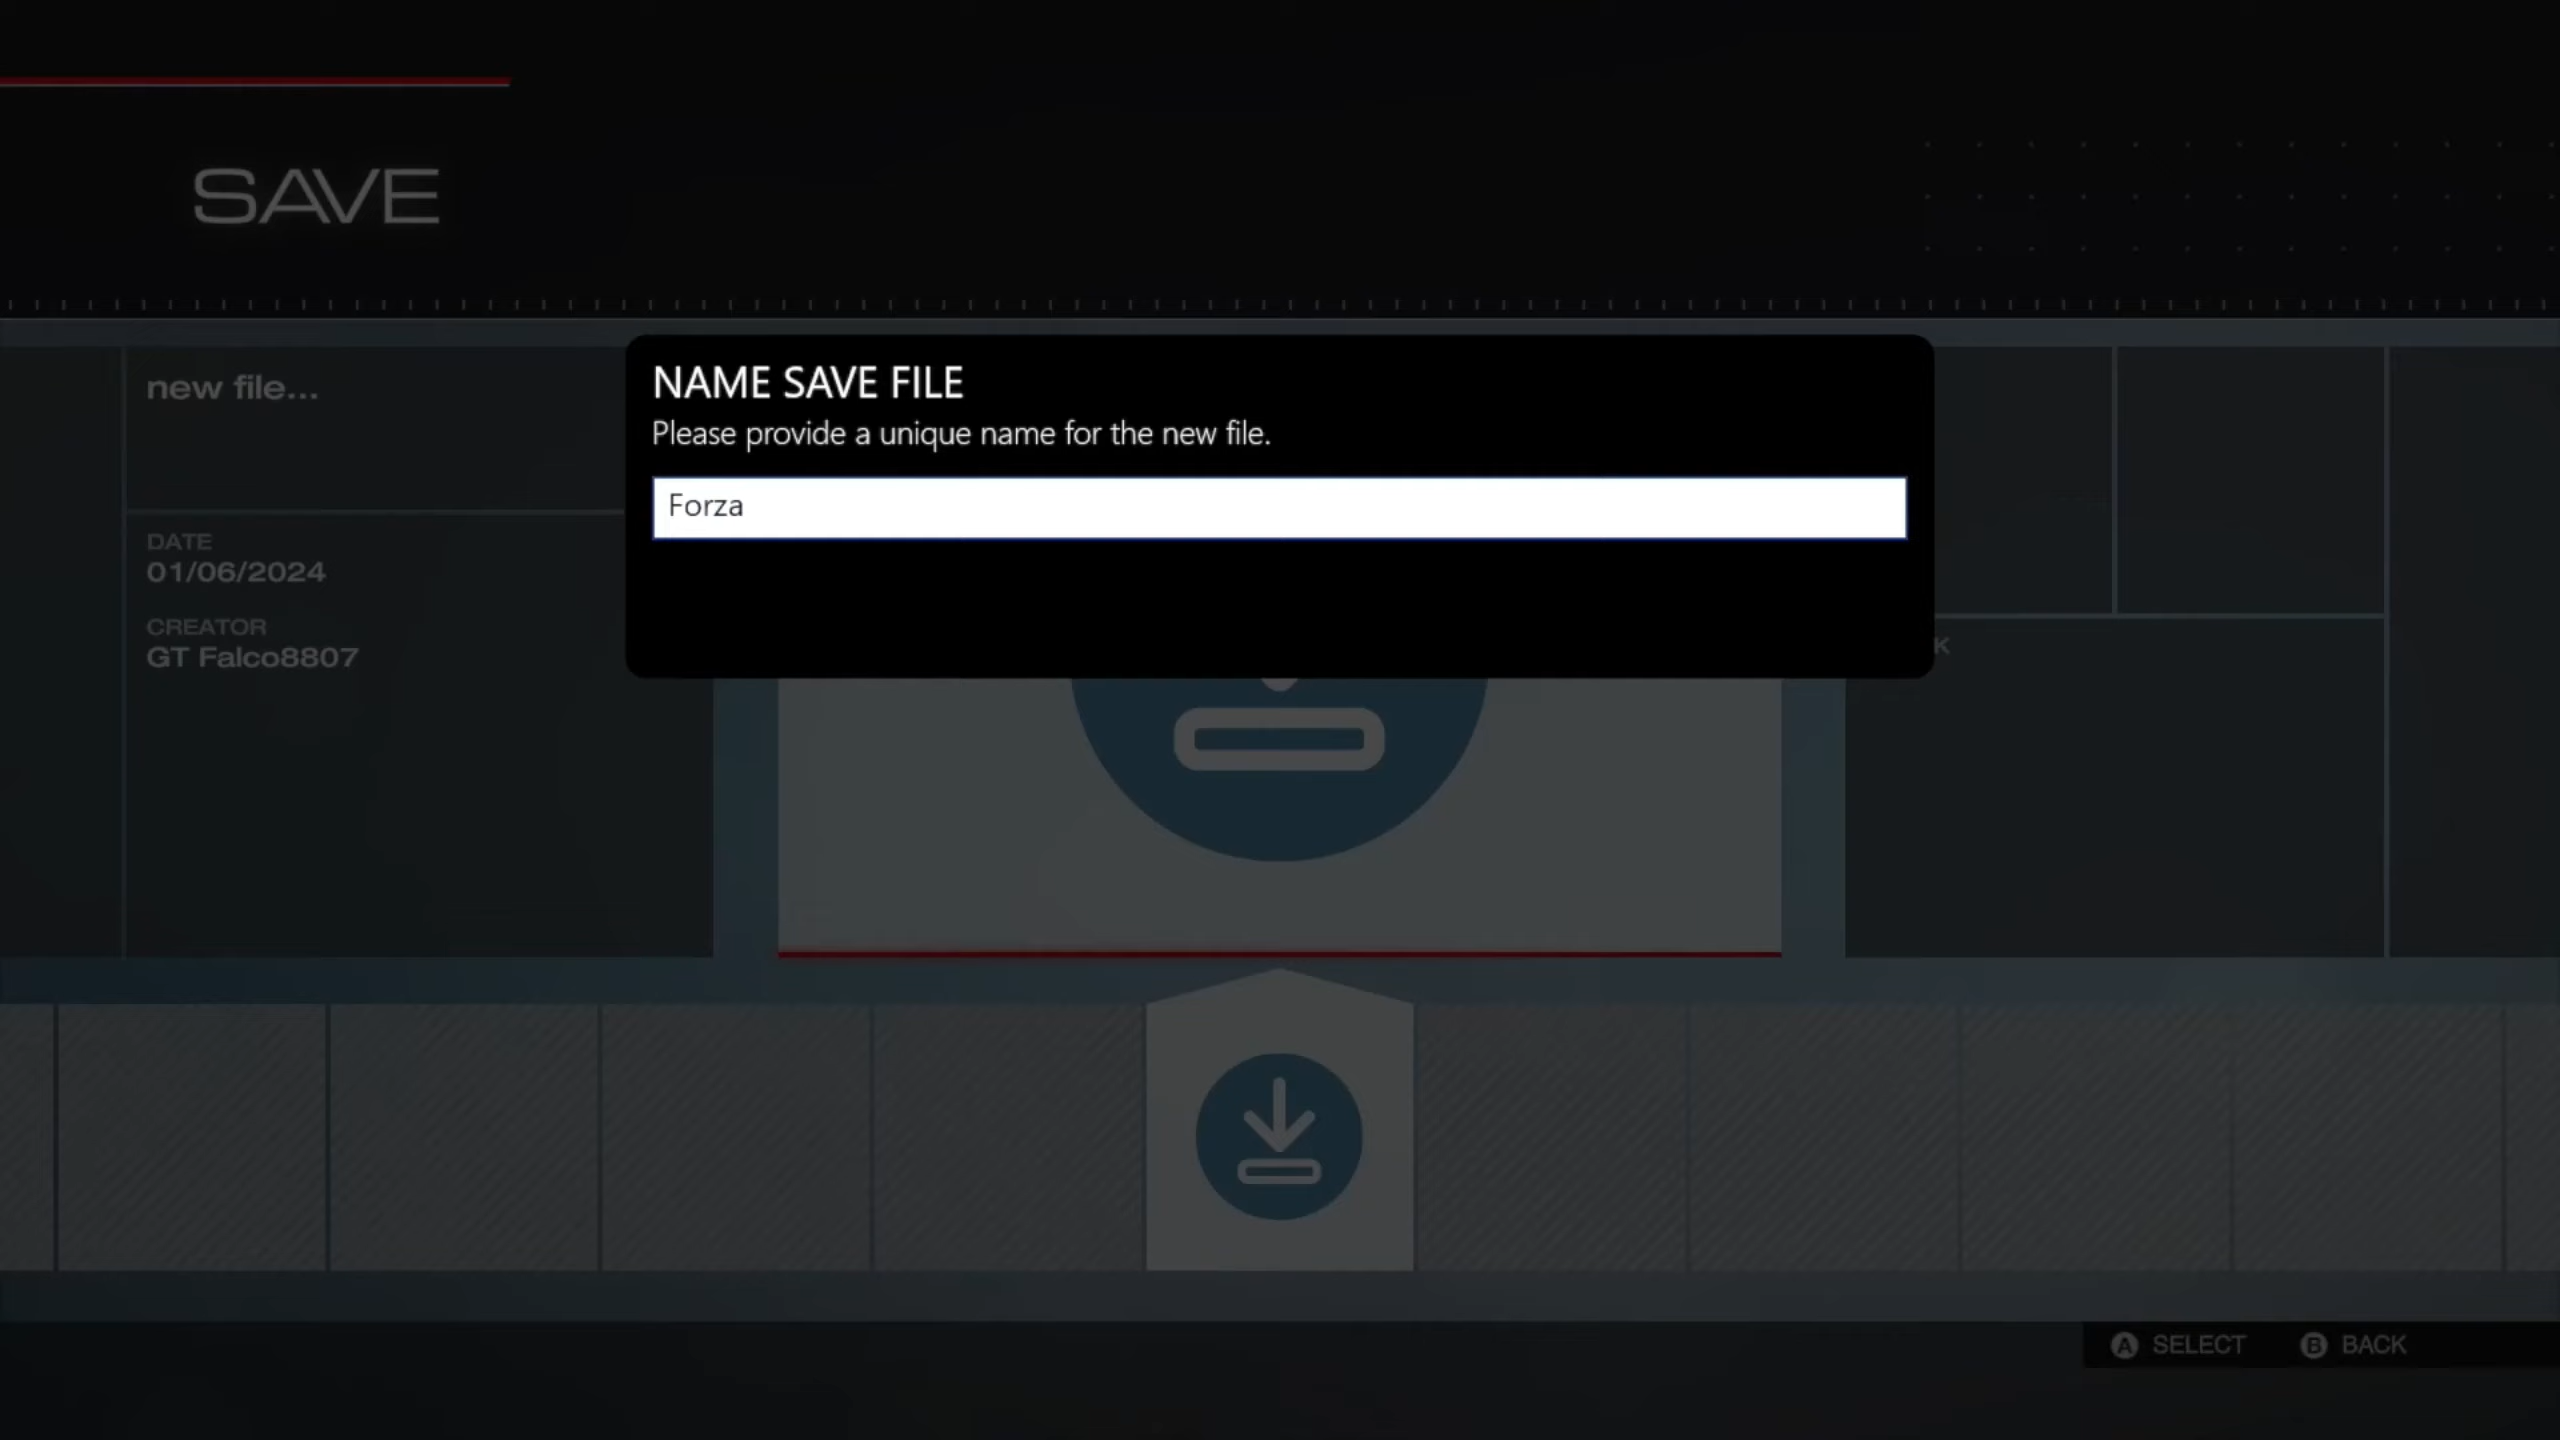 SAVE
NAME SAVE FILE
Please provide a unique name for the new file.
Forza
new file...
DATE
01/06/2024
CREATOR
GT Falco8807
K
A SELECT B BACK